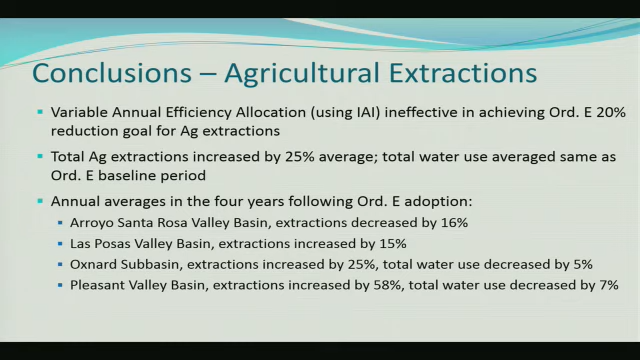 Conclusions – Agricultural Extractions
Variable Annual Efficiency Allocation (using IAI) ineffective in achieving Ord. E 20%
reduction goal for Ag extractions
Total Ag extractions increased by 25% average; total water use averaged same as
Ord. E baseline period
Annual averages in the four years following Ord. E adoption:
Arroyo Santa Rosa Valley Basin, extractions decreased by 16%
Las Posas Valley Basin, extractions increased by 15%
Oxnard Subbasin, extractions increased by 25%, total water use decreased by 5%
Pleasant Valley Basin, extractions increased by 58%, total water use decreased by 7%